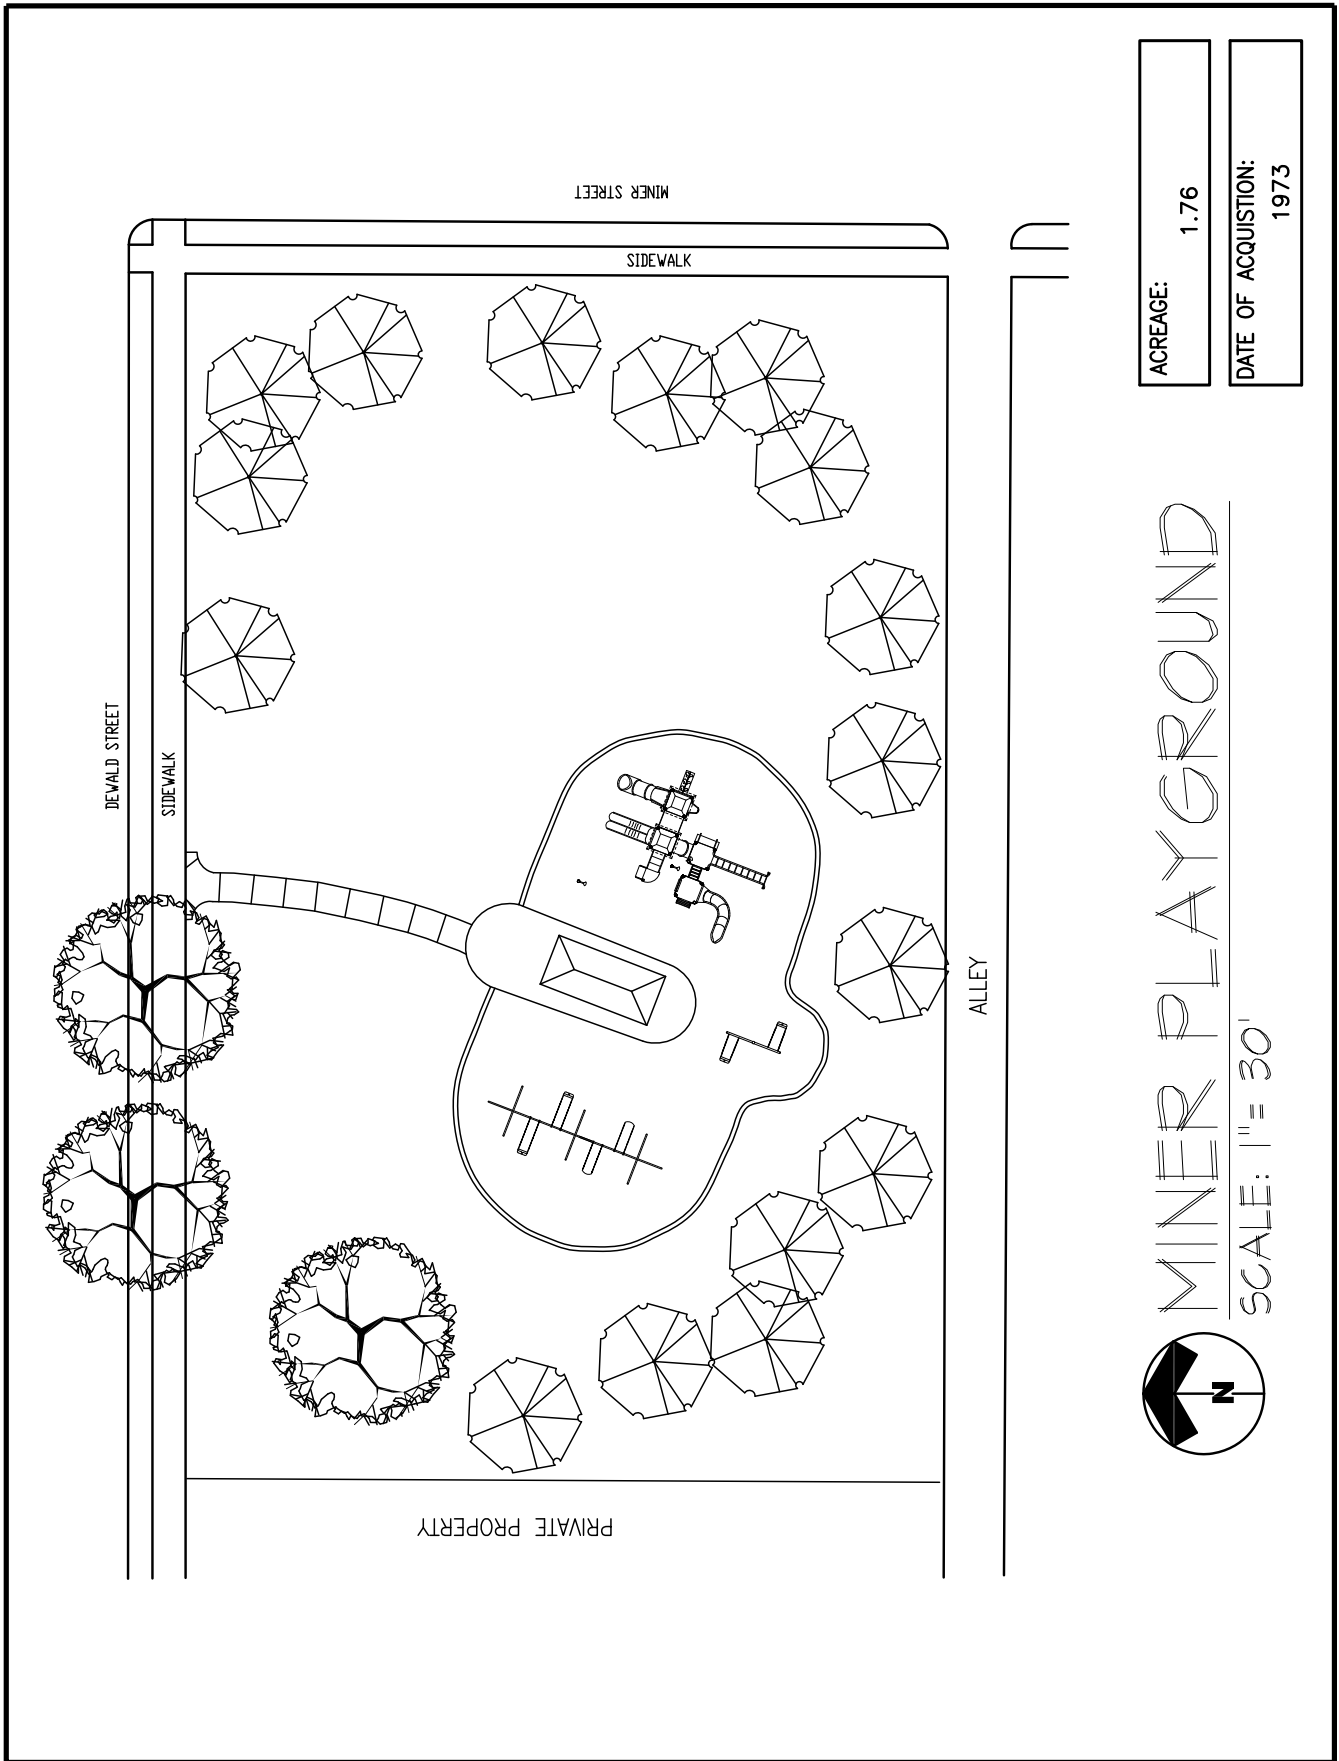 MINER STREET
SIDEWALK
DEWALD STREET
SIDEWALK
ALLEY
PRIVATE PROPERTY
ACREAGE:
1.76
DATE OF ACQUISTION:
1973
MINER PLAYGROUND
SCALE: 1"= 30'
N